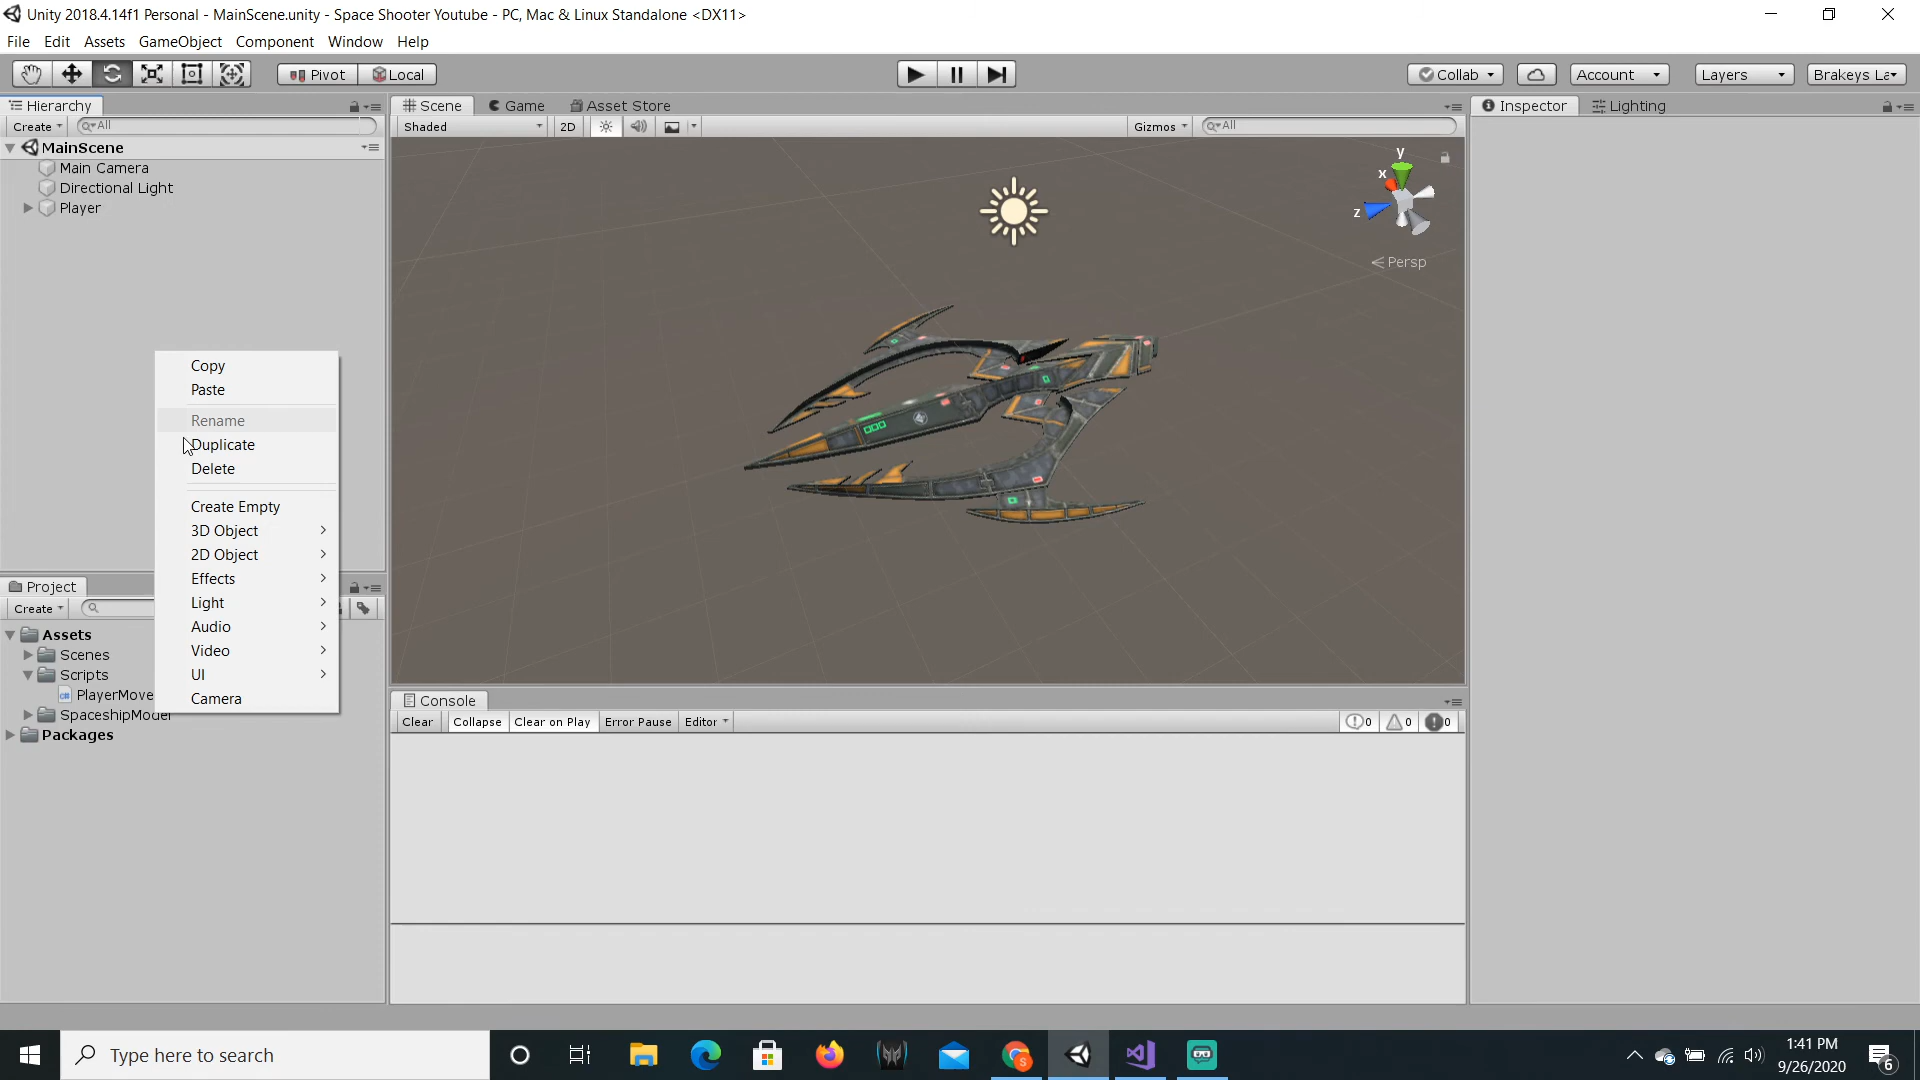 Unity 2018.4.14f1 Personal - MainScene.unity - Space Shooter Youtube - PC, Mac & Linux Standalone <DX11>
File Edit Assets GameObject Component Window Help
Pivot Local Collab Account Layers Brakeys La
Hierarchy Scene Game Asset Store Inspector Lighting
Create All Shaded 2D Gizmos All
MainScene
Main Camera
Directional Light
Player
y
x
z
Persp
Copy
Paste
Rename
Duplicate
Delete
Create Empty
3D Object
2D Object
Effects
Light
Audio
Video
UI
Camera
Project
Create
Assets
Scenes
Scripts
PlayerMove
SpaceshipModel
Packages
Console
Clear Collapse Clear on Play Error Pause Editor 0 0 0
Type here to search
1:41 PM
9/26/2020
6